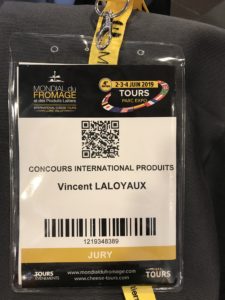 MONDIAL du
FROMAGE
et des Produits Laitiers
2-3-4 JUIN 2019
TOURS
PARC EXPO
CONCOURS INTERNATIONAL PRODUITS
Vincent LALOYAUX
1219348389
JURY
TOURS
EVENEMENTS
www.mondialdufromage.com
www.cheese-tours.com
TOURS